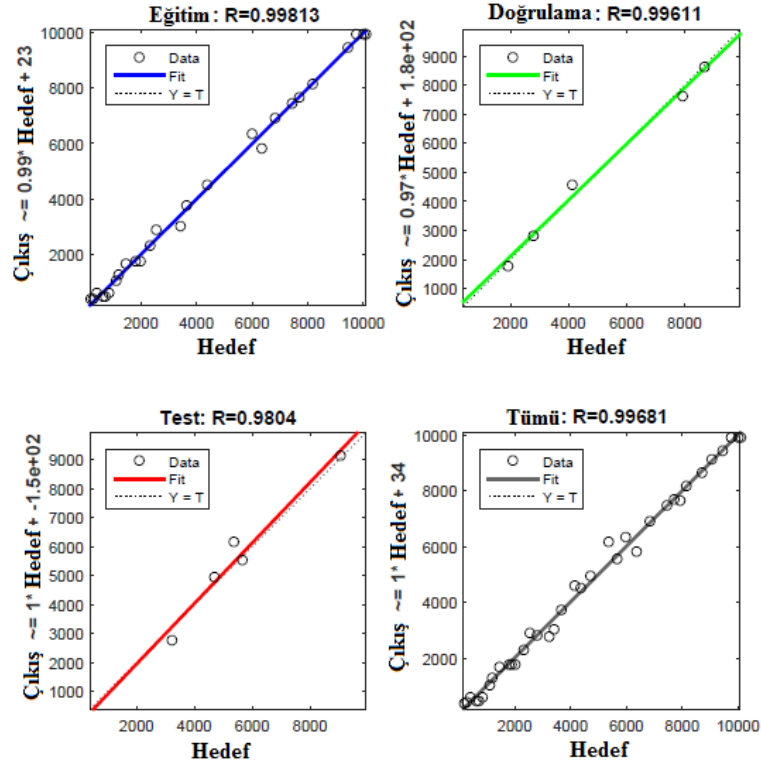 Eğitim: R=0.99813
Çıkış ~= 0.99* Hedef + 23
10000
8000
6000
4000
2000
Data
Fit
Y = T
2000 4000 6000 8000 10000
Hedef
Doğrulama: R=0.99611
Çıkış ~= 0.97* Hedef + 1.8e+02
9000
8000
7000
6000
5000
4000
3000
2000
1000
Data
Fit
Y = T
2000 4000 6000 8000
Hedef
Test: R=0.9804
Çıkış ~= 1* Hedef + -1.5e+02
9000
8000
7000
6000
5000
4000
3000
2000
1000
Data
Fit
Y = T
2000 4000 6000 8000
Hedef
Tümü: R=0.99681
Çıkış ~= 1* Hedef + 34
10000
8000
6000
4000
2000
Data
Fit
Y = T
2000 4000 6000 8000 10000
Hedef